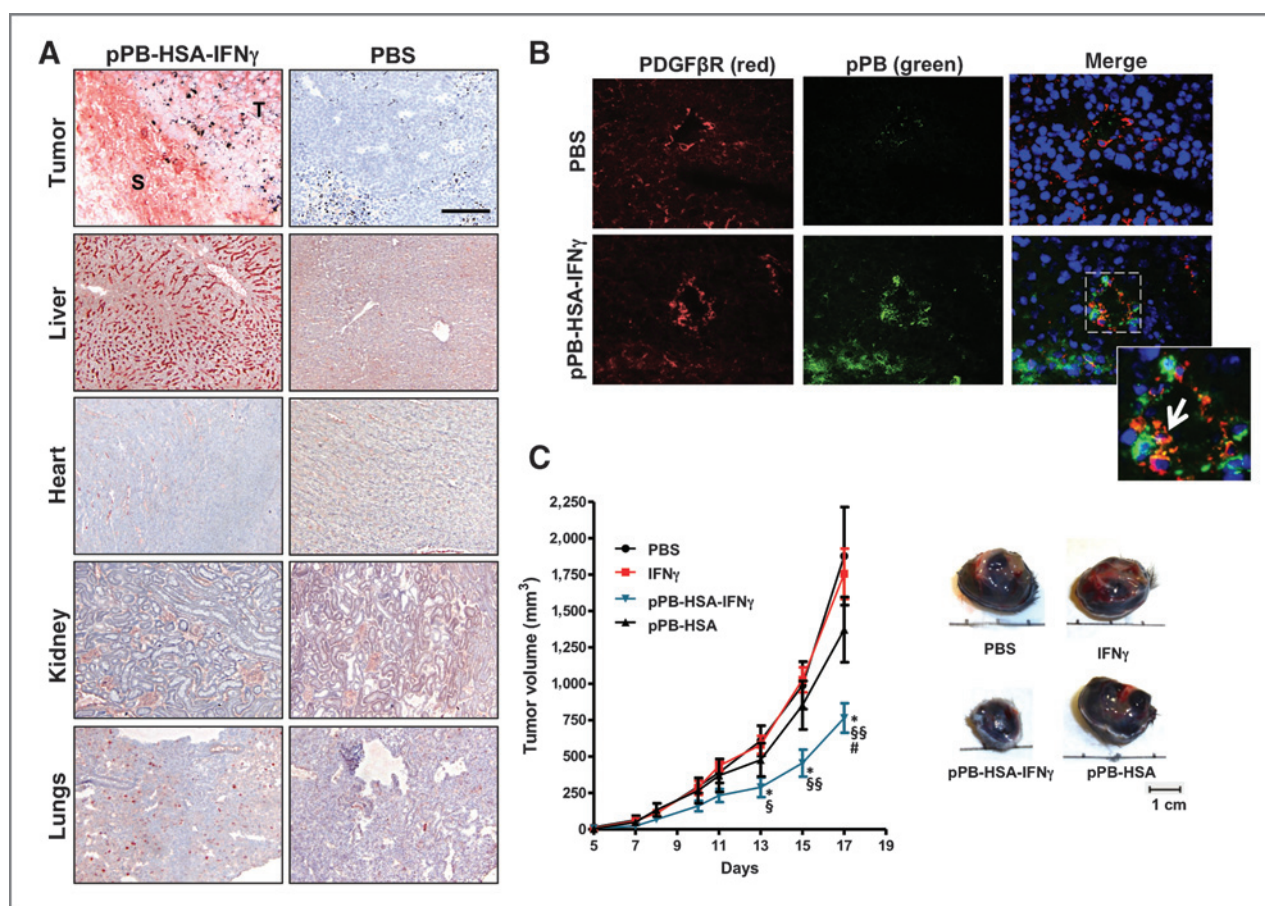 A
pPB-HSA-IFNγ
PBS
Tumor
T
S
Liver
Heart
Kidney
Lungs
B
PDGFβR (red)
pPB (green)
Merge
PBS
pPB-HSA-IFNγ
C
Tumor volume (mm³)
2,250
2,000
1,750
1,500
1,250
1,000
750
500
250
0
PBS
IFNγ
pPB-HSA-IFNγ
pPB-HSA
*
§
*
§§
*
§§
#
5
7
9
11
13
15
17
19
Days
PBS
IFNγ
pPB-HSA-IFNγ
pPB-HSA
1 cm